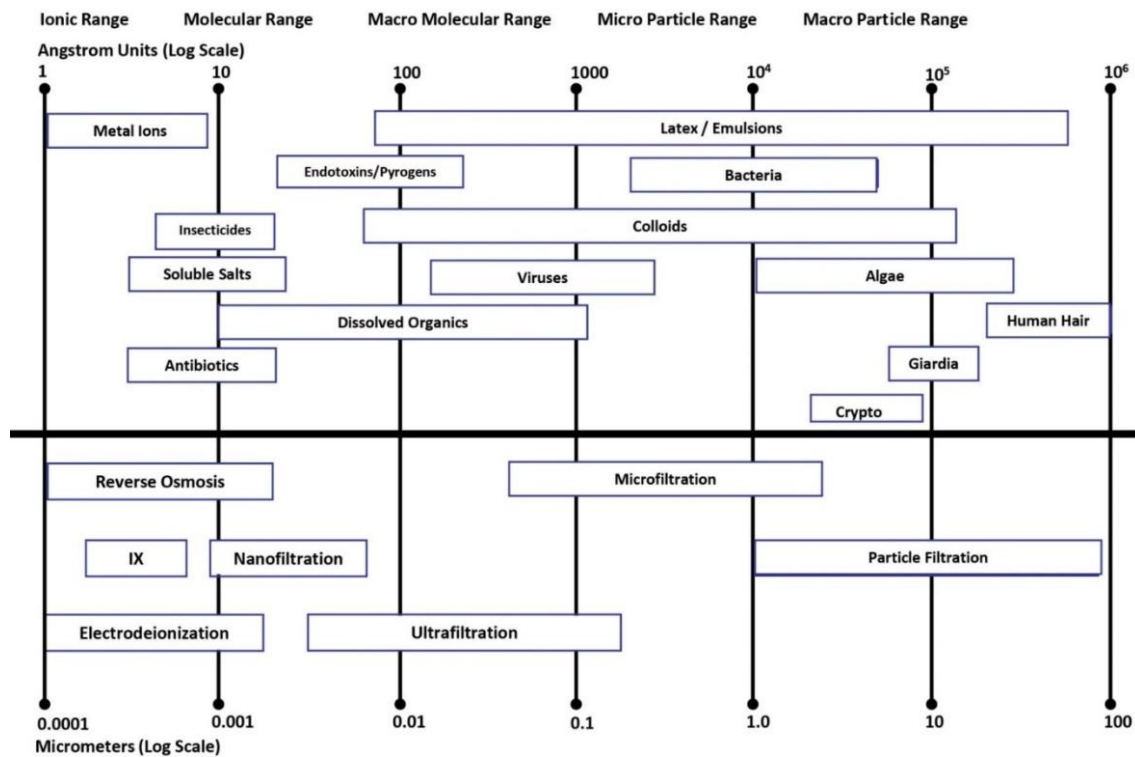 Ionic Range Molecular Range Macro Molecular Range Micro Particle Range Macro Particle Range
Angstrom Units (Log Scale)
1 10 100 1000 10⁴ 10⁵ 10⁶
Metal Ions Latex / Emulsions
Endotoxins/Pyrogens Bacteria
Insecticides Colloids
Soluble Salts Viruses Algae
Dissolved Organics Human Hair
Antibiotics Giardia
Crypto
Reverse Osmosis Microfiltration
IX Nanofiltration Particle Filtration
Electrodeionization Ultrafiltration
0.0001 0.001 0.01 0.1 1.0 10 100
Micrometers (Log Scale)